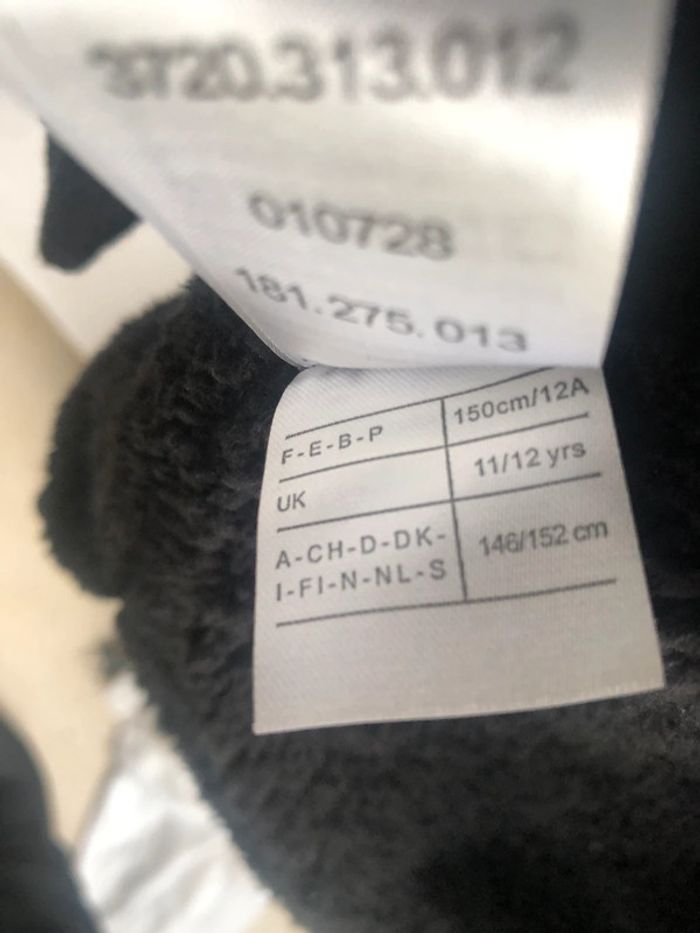 3720.313.012
010728
181.275.013
F-E-B-P 150cm/12A
UK 11/12 yrs
A-CH-D-DK-
I-FI-N-NL-S 146/152 cm